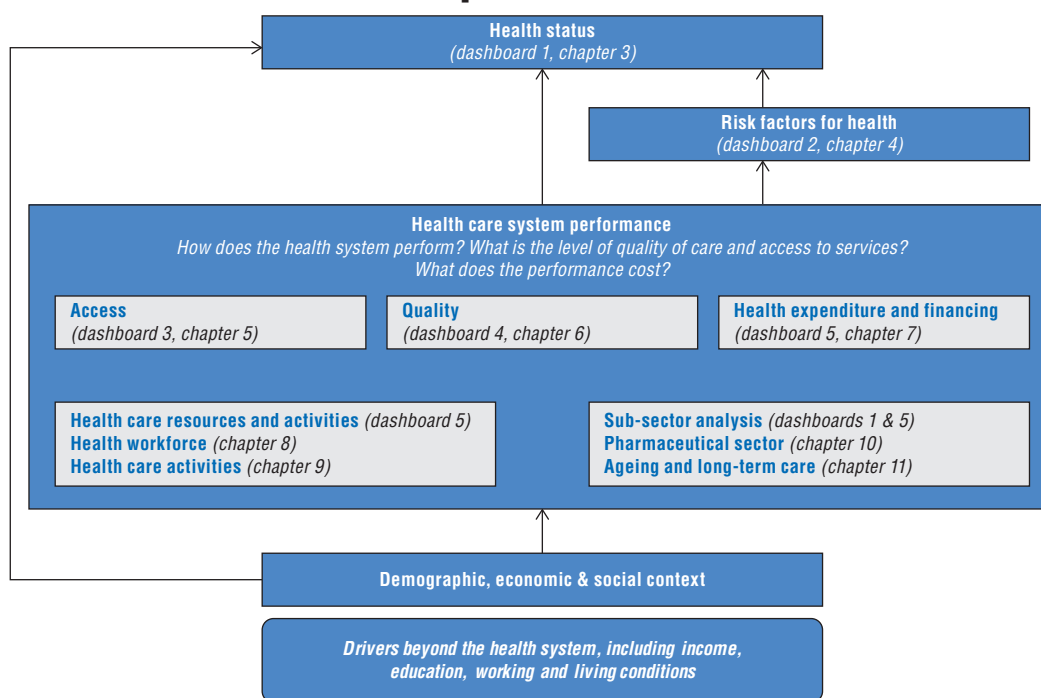 Health status
(dashboard 1, chapter 3)
Risk factors for health
(dashboard 2, chapter 4)
Health care system performance
How does the health system perform? What is the level of quality of care and access to services?
What does the performance cost?
Access
(dashboard 3, chapter 5)
Quality
(dashboard 4, chapter 6)
Health expenditure and financing
(dashboard 5, chapter 7)
Health care resources and activities (dashboard 5)
Health workforce (chapter 8)
Health care activities (chapter 9)
Sub-sector analysis (dashboards 1 & 5)
Pharmaceutical sector (chapter 10)
Ageing and long-term care (chapter 11)
Demographic, economic & social context
Drivers beyond the health system, including income,
education, working and living conditions